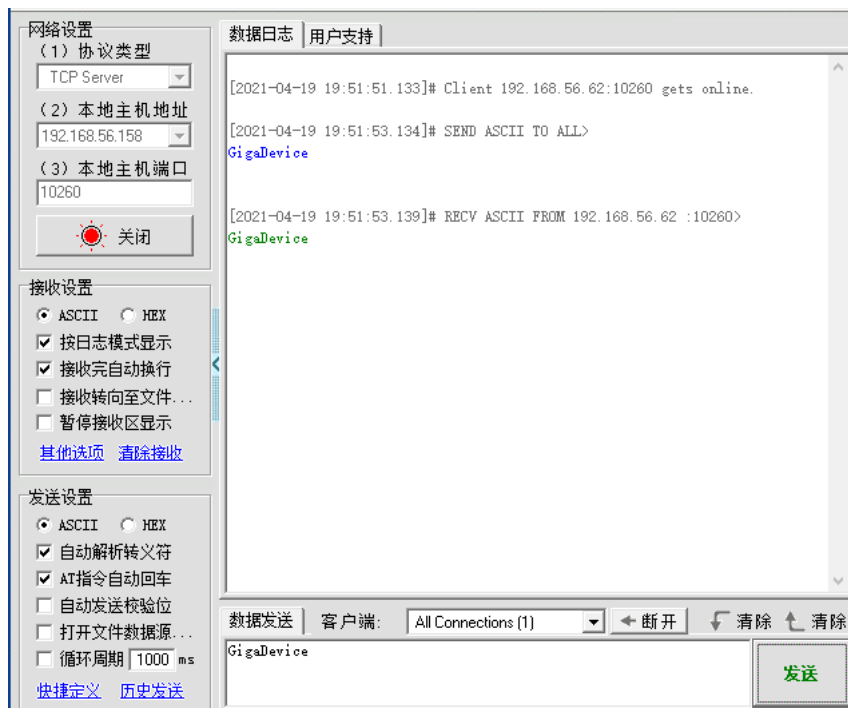 网络设置
（1）协议类型
TCP Server
（2）本地主机地址
192.168.56.158
（3）本地主机端口
10260
关闭
接收设置
ASCII HEX
按日志模式显示
接收完自动换行
接收转向至文件...
暂停接收区显示
其他选项 清除接收
发送设置
ASCII HEX
自动解析转义符
AT指令自动回车
自动发送校验位
打开文件数据源...
循环周期 1000 ms
快捷定义 历史发送
数据日志 用户支持
[2021-04-19 19:51:51.133]# Client 192.168.56.62:10260 gets online.
[2021-04-19 19:51:53.134]# SEND ASCII TO ALL>
GigaDevice
[2021-04-19 19:51:53.139]# RECV ASCII FROM 192.168.56.62 :10260>
GigaDevice
数据发送 客户端: All Connections (1) 断开 清除 清除
GigaDevice
发送